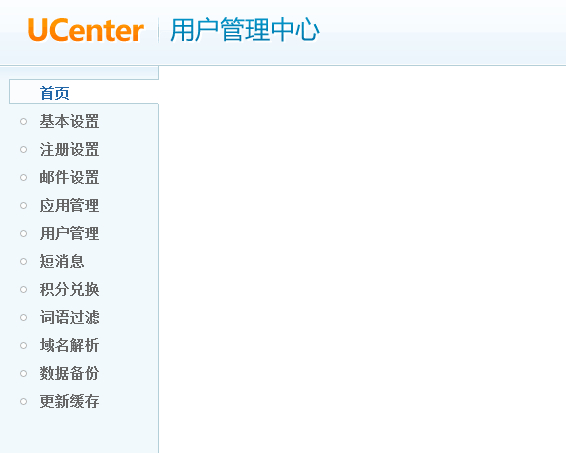 UCenter 用户管理中心
首页
基本设置
注册设置
邮件设置
应用管理
用户管理
短消息
积分兑换
词语过滤
域名解析
数据备份
更新缓存